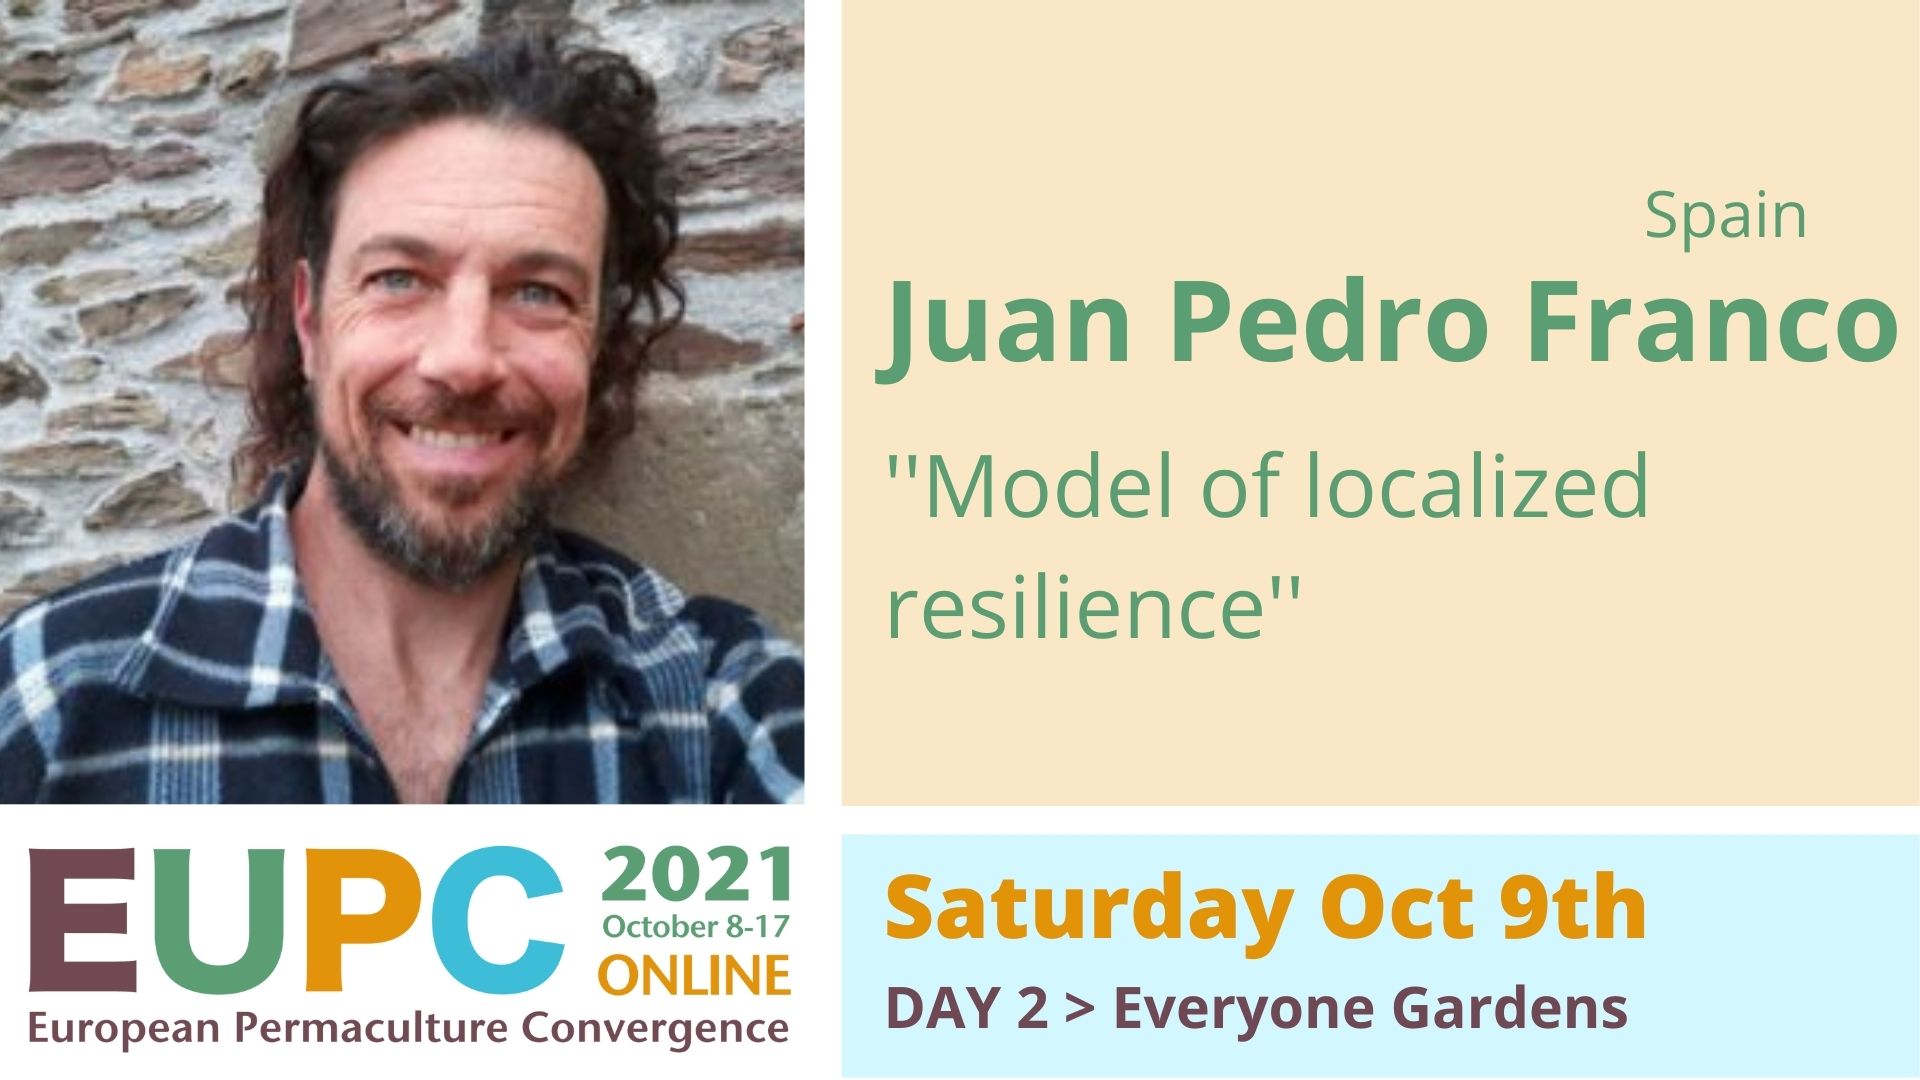 Spain
Juan Pedro Franco
"Model of localized
resilience"
EUPC
2021
October 8-17
ONLINE
European Permaculture Convergence
Saturday Oct 9th
DAY 2 > Everyone Gardens